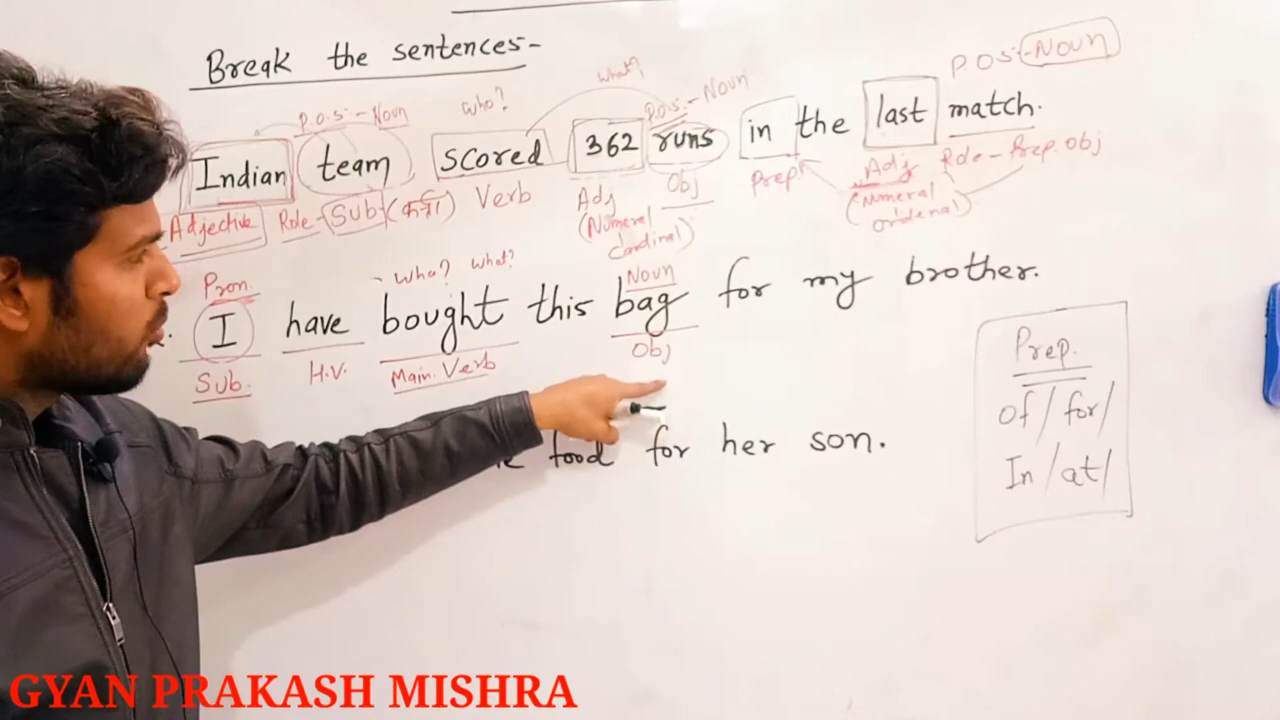 Break the sentences-
P.O.S:- Noun
who?
what?
P.O.S:- Noun
P.O.S:- Noun
Indian team scored 362 runs in the last match.
Adjective Role- Sub (कर्ता) Verb Adj (Numeral Cardinal) Obj Prep Adj (Numeral ordenal) Role- Prep. obj
Pron. who? what? Noun
I have bought this bag for my brother.
Sub. H.V. Main. Verb Obj
food for her son.
Prep.
Of / for /
In / at /
GYAN PRAKASH MISHRA